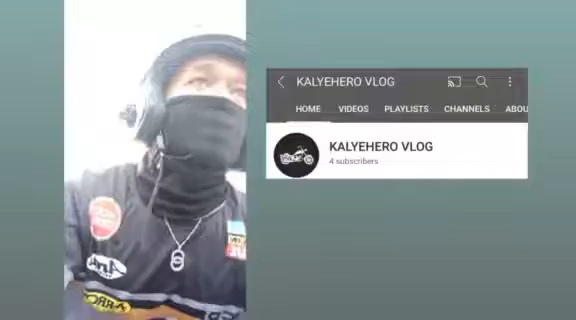 KALYEHERO VLOG
HOME VIDEOS PLAYLISTS CHANNELS ABOU
KALYEHERO VLOG
4 subscribers